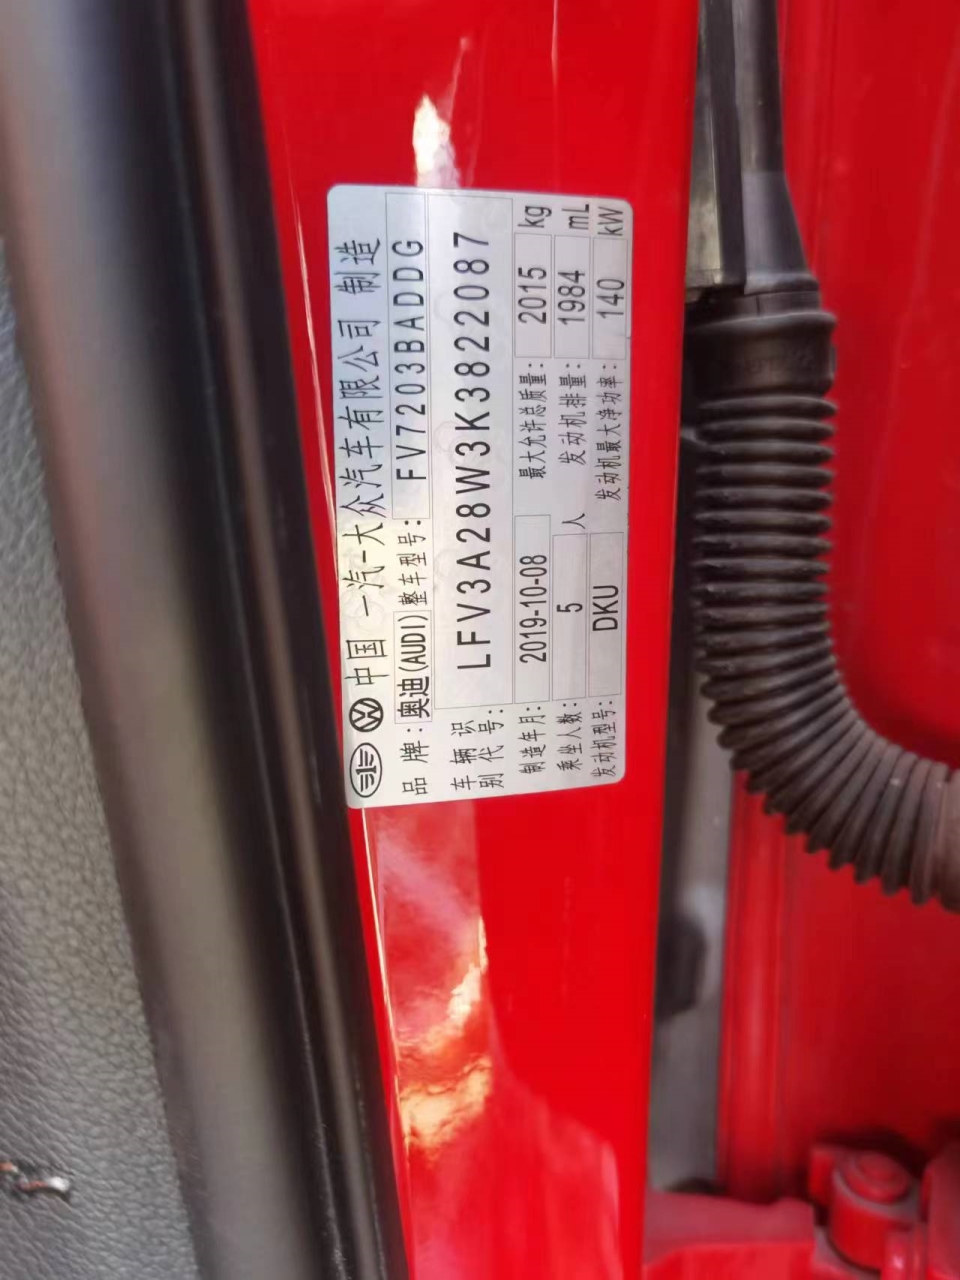 中国 一汽-大众汽车有限公司 制造
品牌:奥迪(AUDI) 整车型号: FV7203BADDG
车辆识别代号: LFV3A28W3K3822087
制造年月: 2019-10-08 最大允许总质量: 2015 kg
乘坐人数: 5 人 发动机排量: 1984 mL
发动机型号: DKU 发动机最大净功率: 140 kW